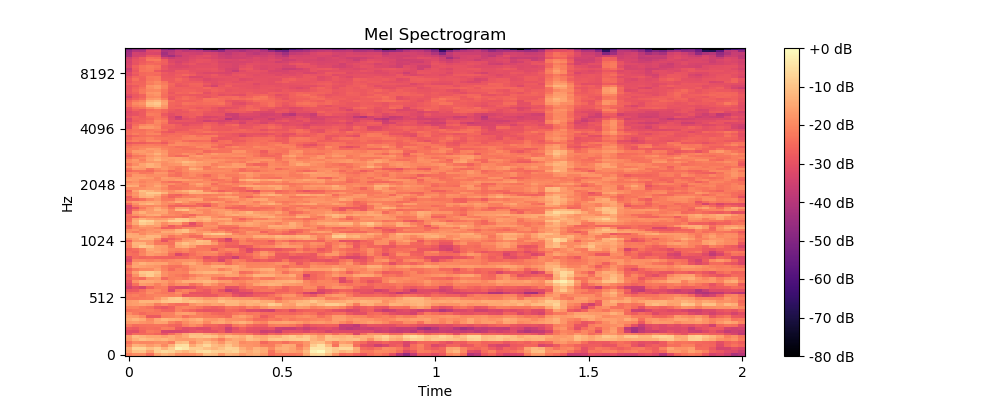 Mel Spectrogram
Hz
8192
4096
2048
1024
512
0
0 0.5 1 1.5 2
Time
+0 dB
-10 dB
-20 dB
-30 dB
-40 dB
-50 dB
-60 dB
-70 dB
-80 dB